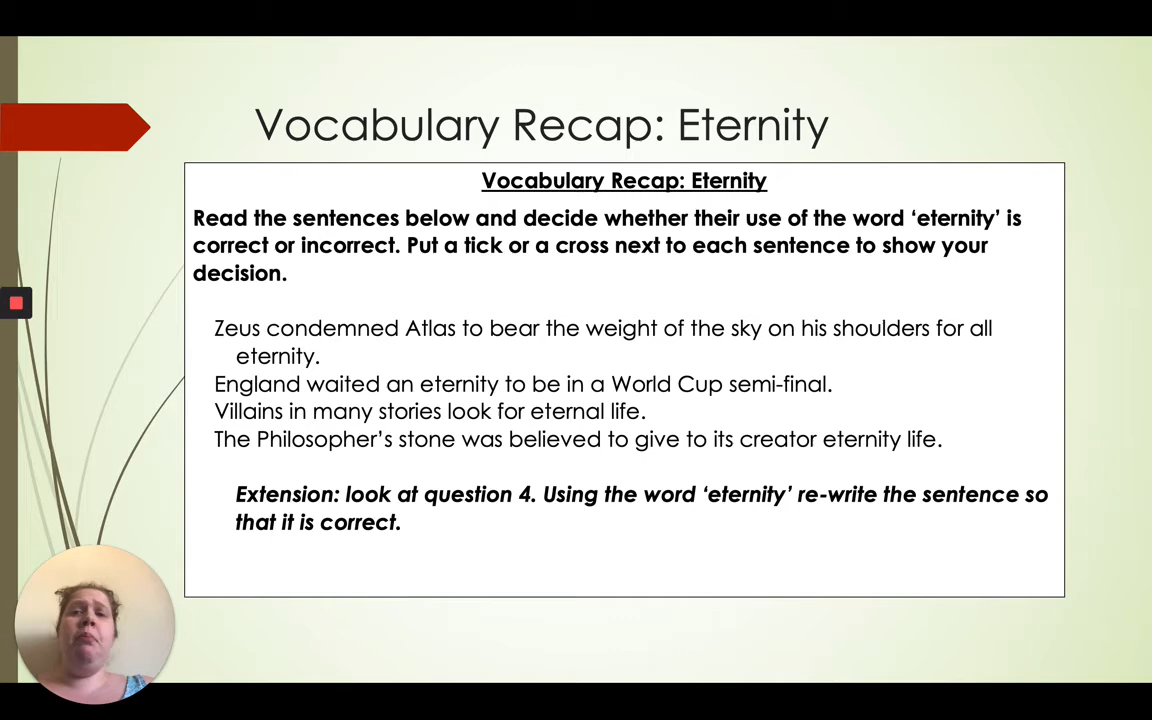 Vocabulary Recap: Eternity
Vocabulary Recap: Eternity
Read the sentences below and decide whether their use of the word ‘eternity’ is
correct or incorrect. Put a tick or a cross next to each sentence to show your
decision.
Zeus condemned Atlas to bear the weight of the sky on his shoulders for all
eternity.
England waited an eternity to be in a World Cup semi-final.
Villains in many stories look for eternal life.
The Philosopher’s stone was believed to give to its creator eternity life.
Extension: look at question 4. Using the word ‘eternity’ re-write the sentence so
that it is correct.